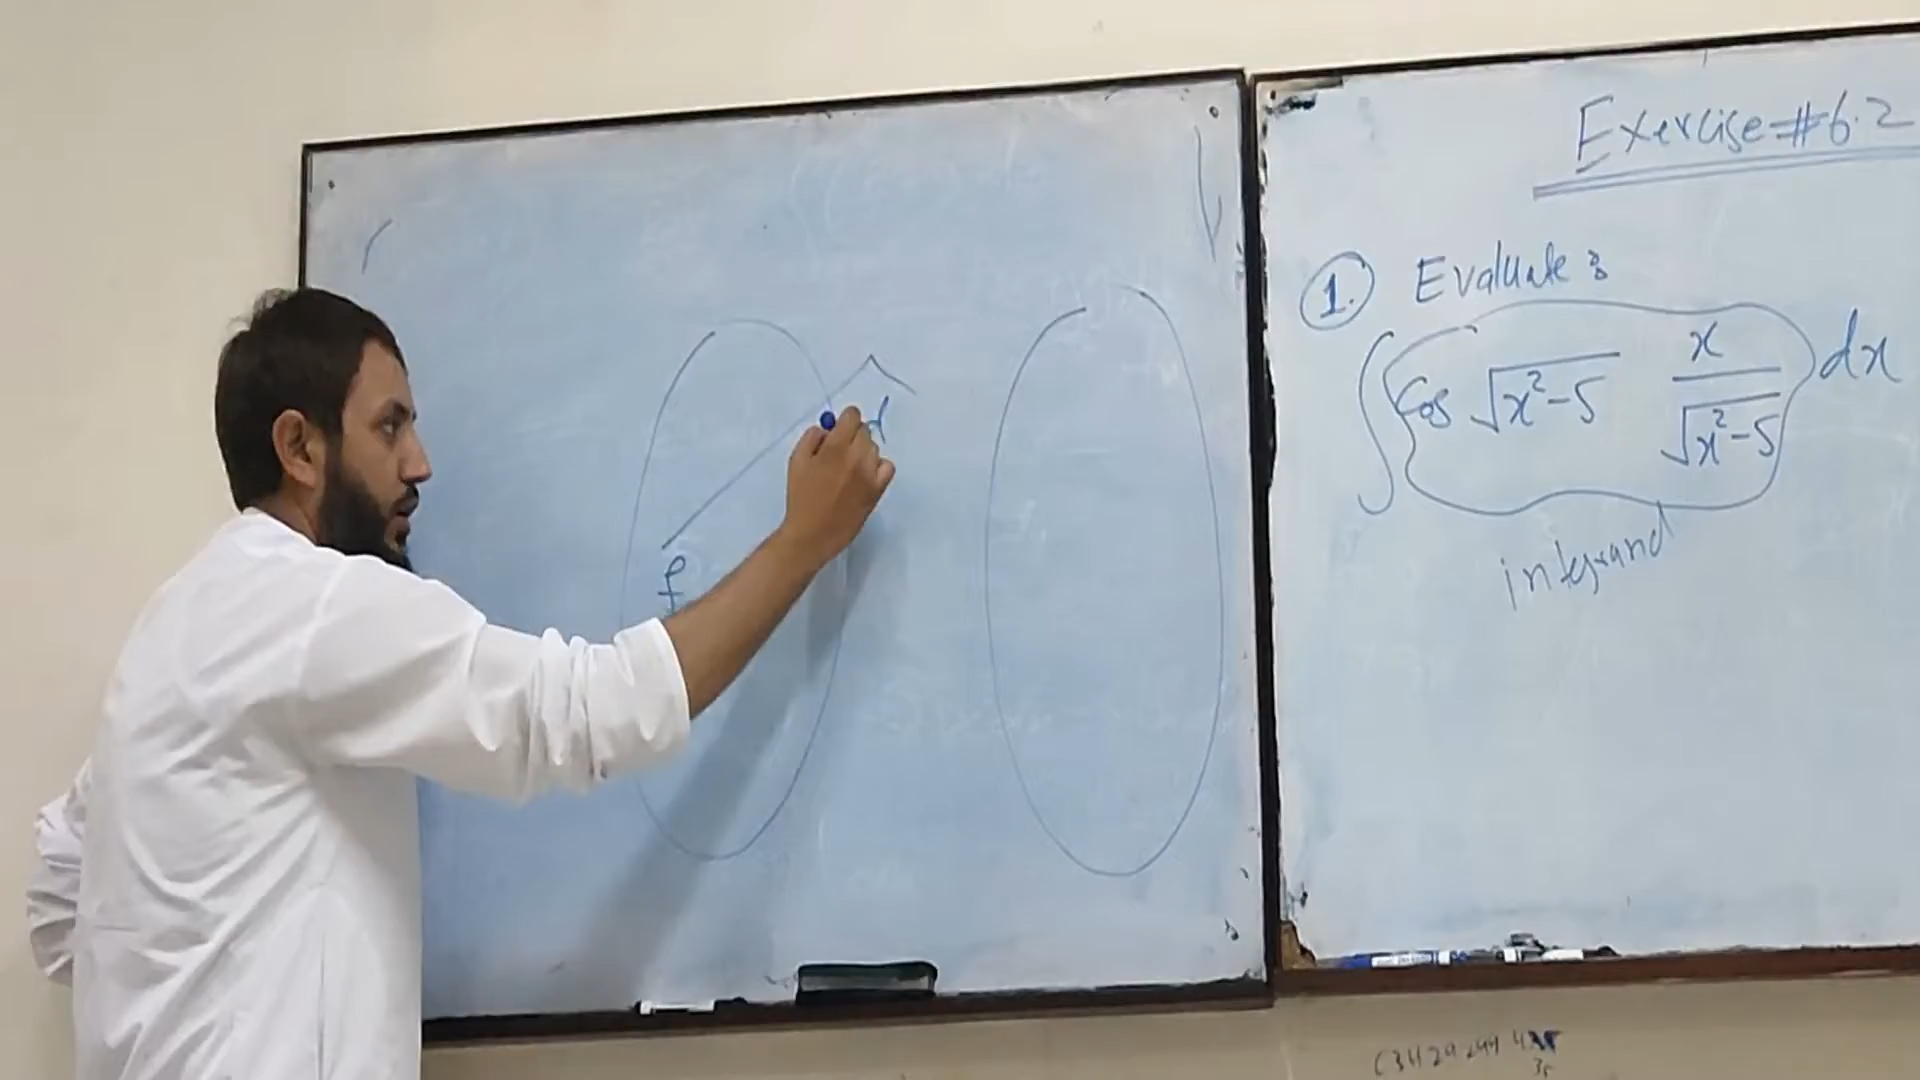 f
d
Exercise #6.2
1. Evaluate :
∫ Cos √x²-5 x/√x²-5 dx
integrand